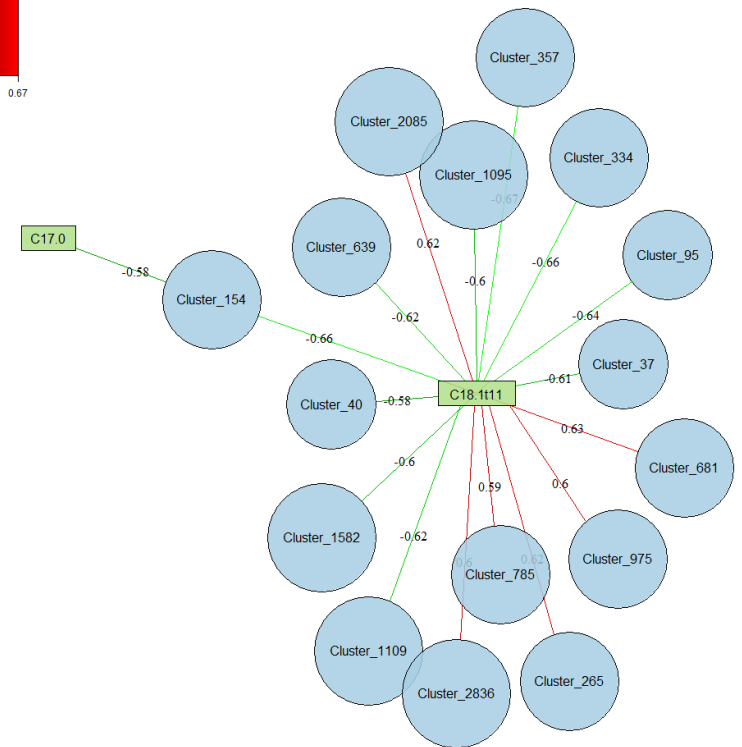 0.67
Cluster_357
Cluster_2085
Cluster_334
Cluster_1095
-0.67
C17.0
Cluster_639
0.62
Cluster_95
-0.66
-0.58
Cluster_154
-0.6
-0.64
-0.62
-0.66
Cluster_37
-0.61
C18.1t11
Cluster_40
-0.58
0.63
-0.6
Cluster_681
0.59
0.6
Cluster_1582
-0.62
Cluster_975
0.6
0.62
Cluster_785
Cluster_1109
Cluster_265
Cluster_2836